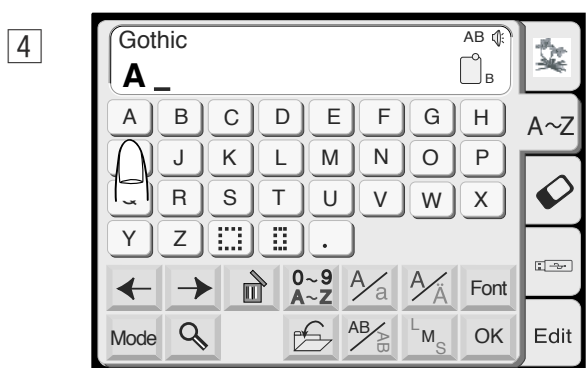 4
Gothic AB
A _ B
A B C D E F G H
A~Z
J K L M N O P
R S T U V W X
Y Z .
0~9 A~Z A/a A/Ä Font
Mode AB/AB L M S OK Edit